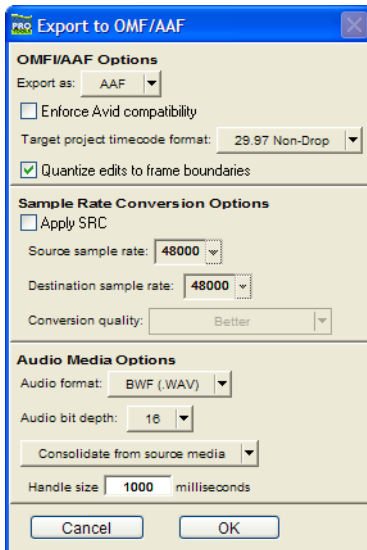 PRO TOOLS Export to OMF/AAF
OMFI/AAF Options
Export as: AAF
Enforce Avid compatibility
Target project timecode format: 29.97 Non-Drop
Quantize edits to frame boundaries
Sample Rate Conversion Options
Apply SRC
Source sample rate: 48000
Destination sample rate: 48000
Conversion quality: Better
Audio Media Options
Audio format: BWF (.WAV)
Audio bit depth: 16
Consolidate from source media
Handle size 1000 milliseconds
Cancel OK